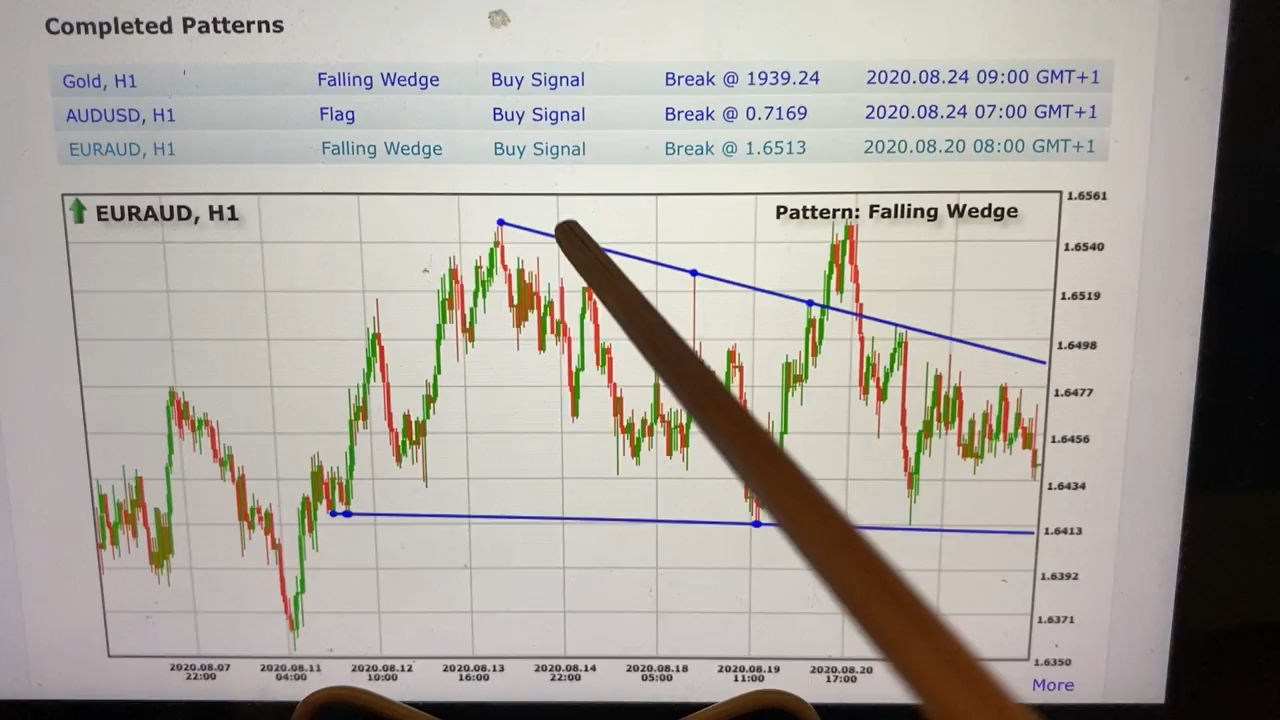 Completed Patterns
Gold, H1 Falling Wedge Buy Signal Break @ 1939.24 2020.08.24 09:00 GMT+1
AUDUSD, H1 Flag Buy Signal Break @ 0.7169 2020.08.24 07:00 GMT+1
EURAUD, H1 Falling Wedge Buy Signal Break @ 1.6513 2020.08.20 08:00 GMT+1
EURAUD, H1 Pattern: Falling Wedge
1.6561
1.6540
1.6519
1.6498
1.6477
1.6456
1.6434
1.6413
1.6392
1.6371
1.6350
2020.08.07 2020.08.11 2020.08.12 2020.08.13 2020.08.14 2020.08.18 2020.08.19 2020.08.20
22:00 04:00 10:00 16:00 22:00 05:00 11:00 17:00
More